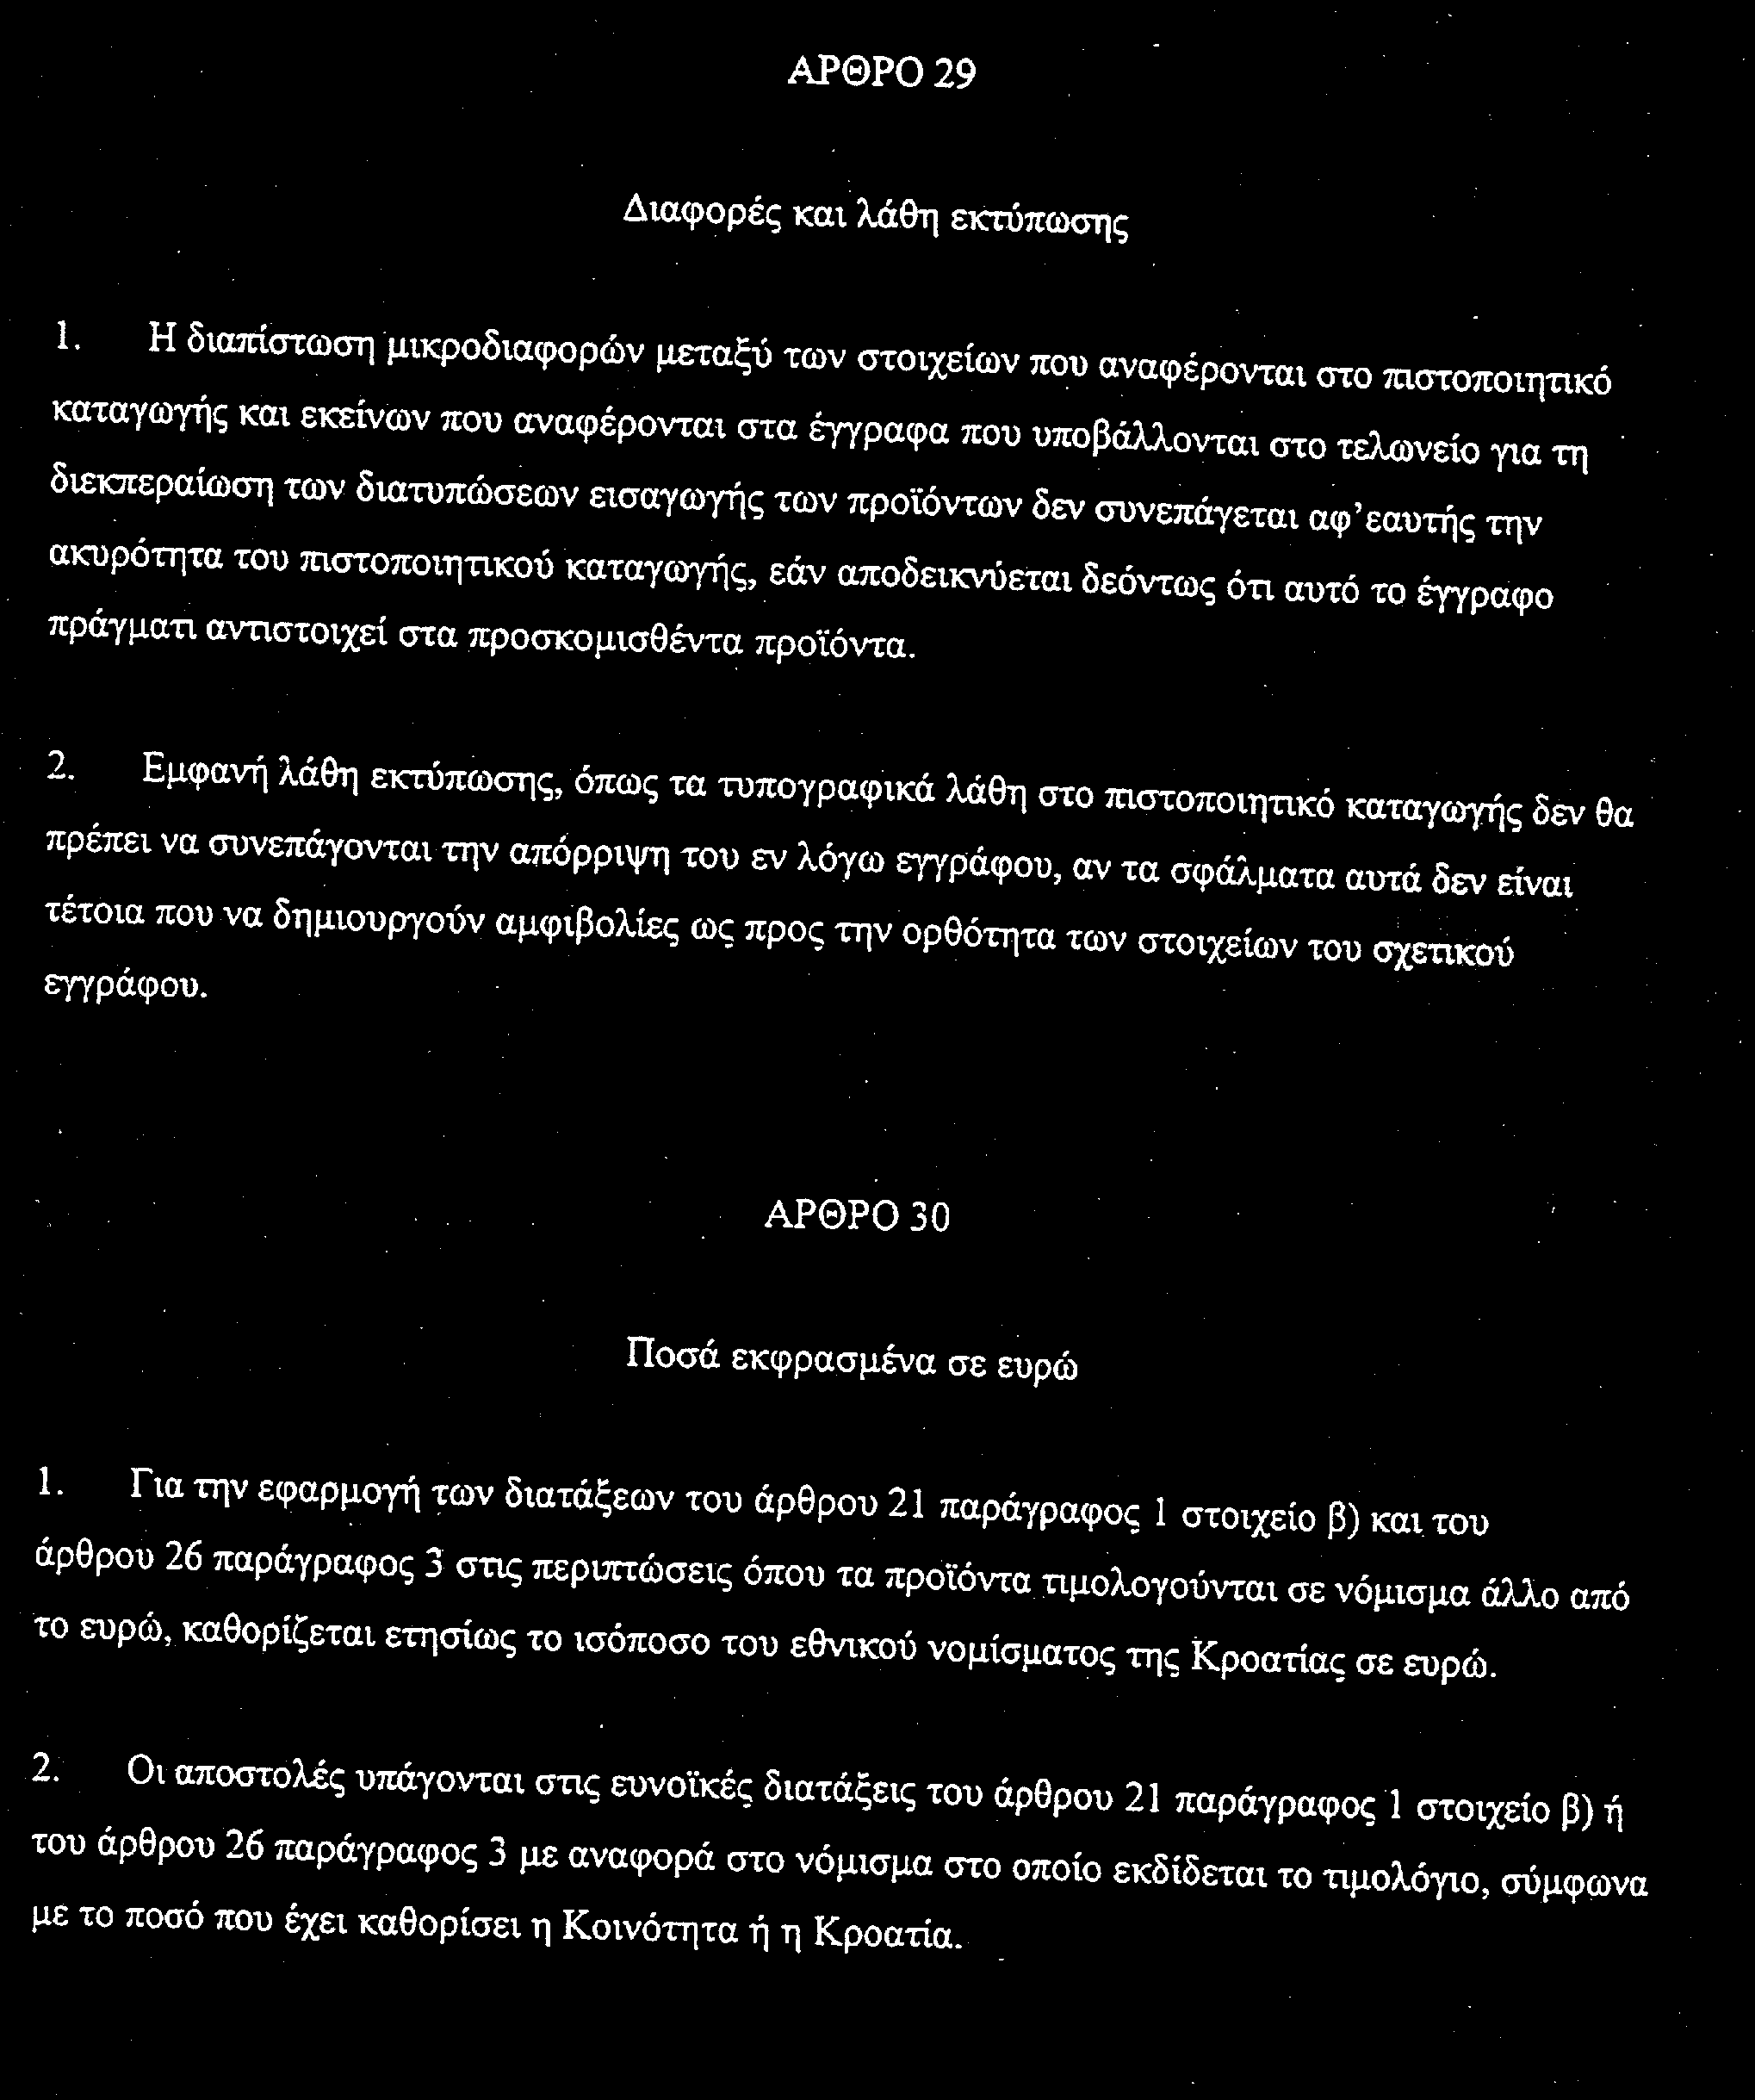 ΑΡΘΡΟ 29
Διαφορές και λάθη εκτύπωσης
1. Η διαπίστωση μικροδιαφορών μεταξύ των στοιχείων που αναφέρονται στο πιστοποιητικό
καταγωγής και εκείνων που αναφέρονται στα έγγραφα που υποβάλλονται στο τελωνείο για τη
διεκπεραίωση των διατυπώσεων εισαγωγής των προϊόντων δεν συνεπάγεται αφ’εαυτής την
ακυρότητα του πιστοποιητικού καταγωγής, εάν αποδεικνύεται δεόντως ότι αυτό το έγγραφο
πράγματι αντιστοιχεί στα προσκομισθέντα προϊόντα.
2. Εμφανή λάθη εκτύπωσης, όπως τα τυπογραφικά λάθη στο πιστοποιητικό καταγωγής δεν θα
πρέπει να συνεπάγονται την απόρριψη του εν λόγω εγγράφου, αν τα σφάλματα αυτά δεν είναι
τέτοια που να δημιουργούν αμφιβολίες ως προς την ορθότητα των στοιχείων του σχετικού
εγγράφου.
ΑΡΘΡΟ 30
Ποσά εκφρασμένα σε ευρώ
1. Για την εφαρμογή των διατάξεων του άρθρου 21 παράγραφος 1 στοιχείο β) και του
άρθρου 26 παράγραφος 3 στις περιπτώσεις όπου τα προϊόντα τιμολογούνται σε νόμισμα άλλο από
το ευρώ, καθορίζεται ετησίως το ισόποσο του εθνικού νομίσματος της Κροατίας σε ευρώ.
2. Οι αποστολές υπάγονται στις ευνοϊκές διατάξεις του άρθρου 21 παράγραφος 1 στοιχείο β) ή
του άρθρου 26 παράγραφος 3 με αναφορά στο νόμισμα στο οποίο εκδίδεται το τιμολόγιο, σύμφωνα
με το ποσό που έχει καθορίσει η Κοινότητα ή η Κροατία.